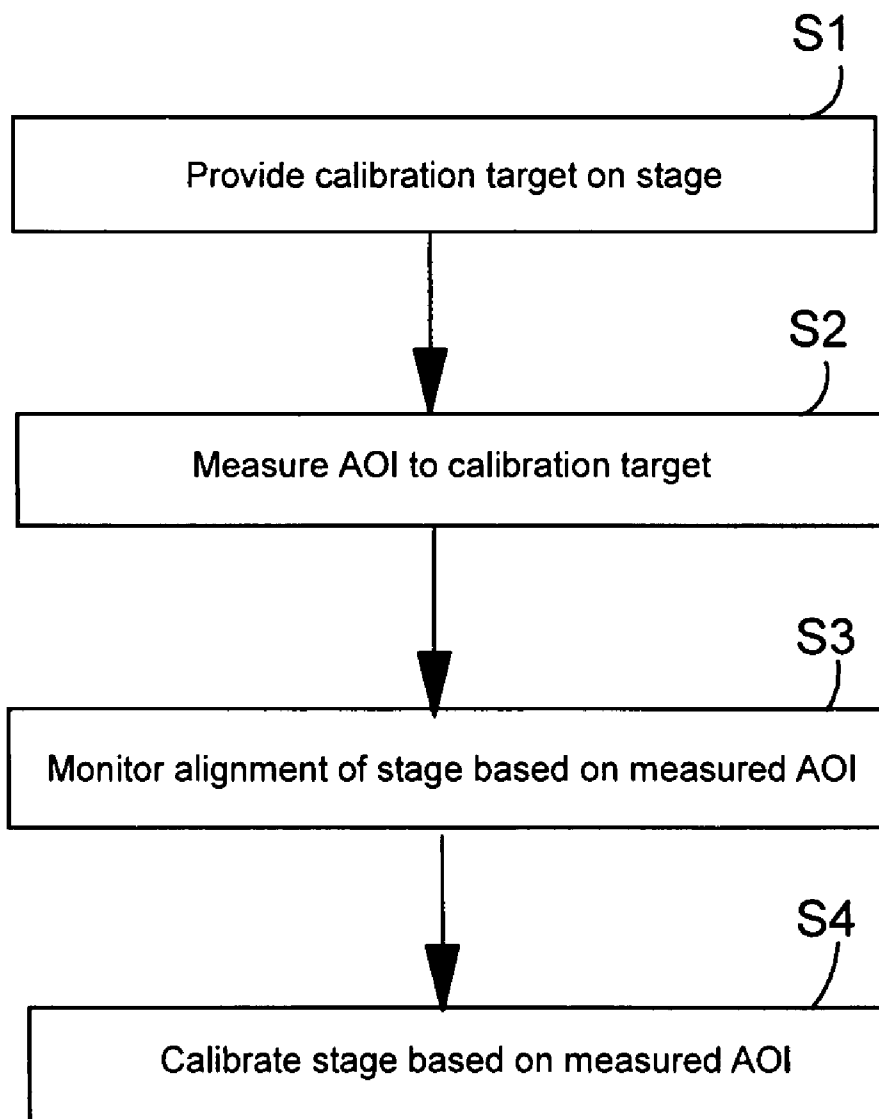 S1
Provide calibration target on stage
S2
Measure AOI to calibration target
S3
Monitor alignment of stage based on measured AOI
S4
Calibrate stage based on measured AOI